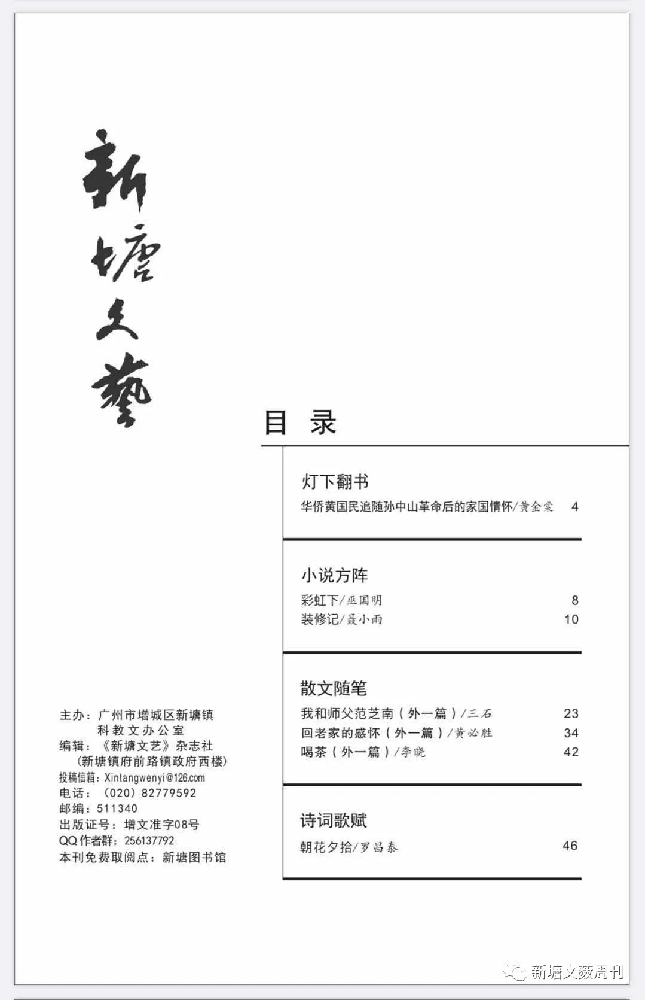 新塘文藝
目 录
灯下翻书
华侨黄国民追随孙中山革命后的家国情怀/黄金棠 4
小说方阵
彩虹下/巫国明 8
装修记/聂小雨 10
散文随笔
我和师父范芝南（外一篇）/三石 23
回老家的感怀（外一篇）/黄必胜 34
喝茶（外一篇）/李晓 42
诗词歌赋
朝花夕拾/罗昌泰 46
主办：广州市增城区新塘镇
科教文办公室
编辑：《新塘文艺》杂志社
(新塘镇府前路镇政府西楼)
投稿信箱：Xintangwenyi@126.com
电话：（020）82779592
邮编：511340
出版证号：增文准字08号
QQ作者群：256137792
本刊免费取阅点：新塘图书馆
新塘文薮周刊